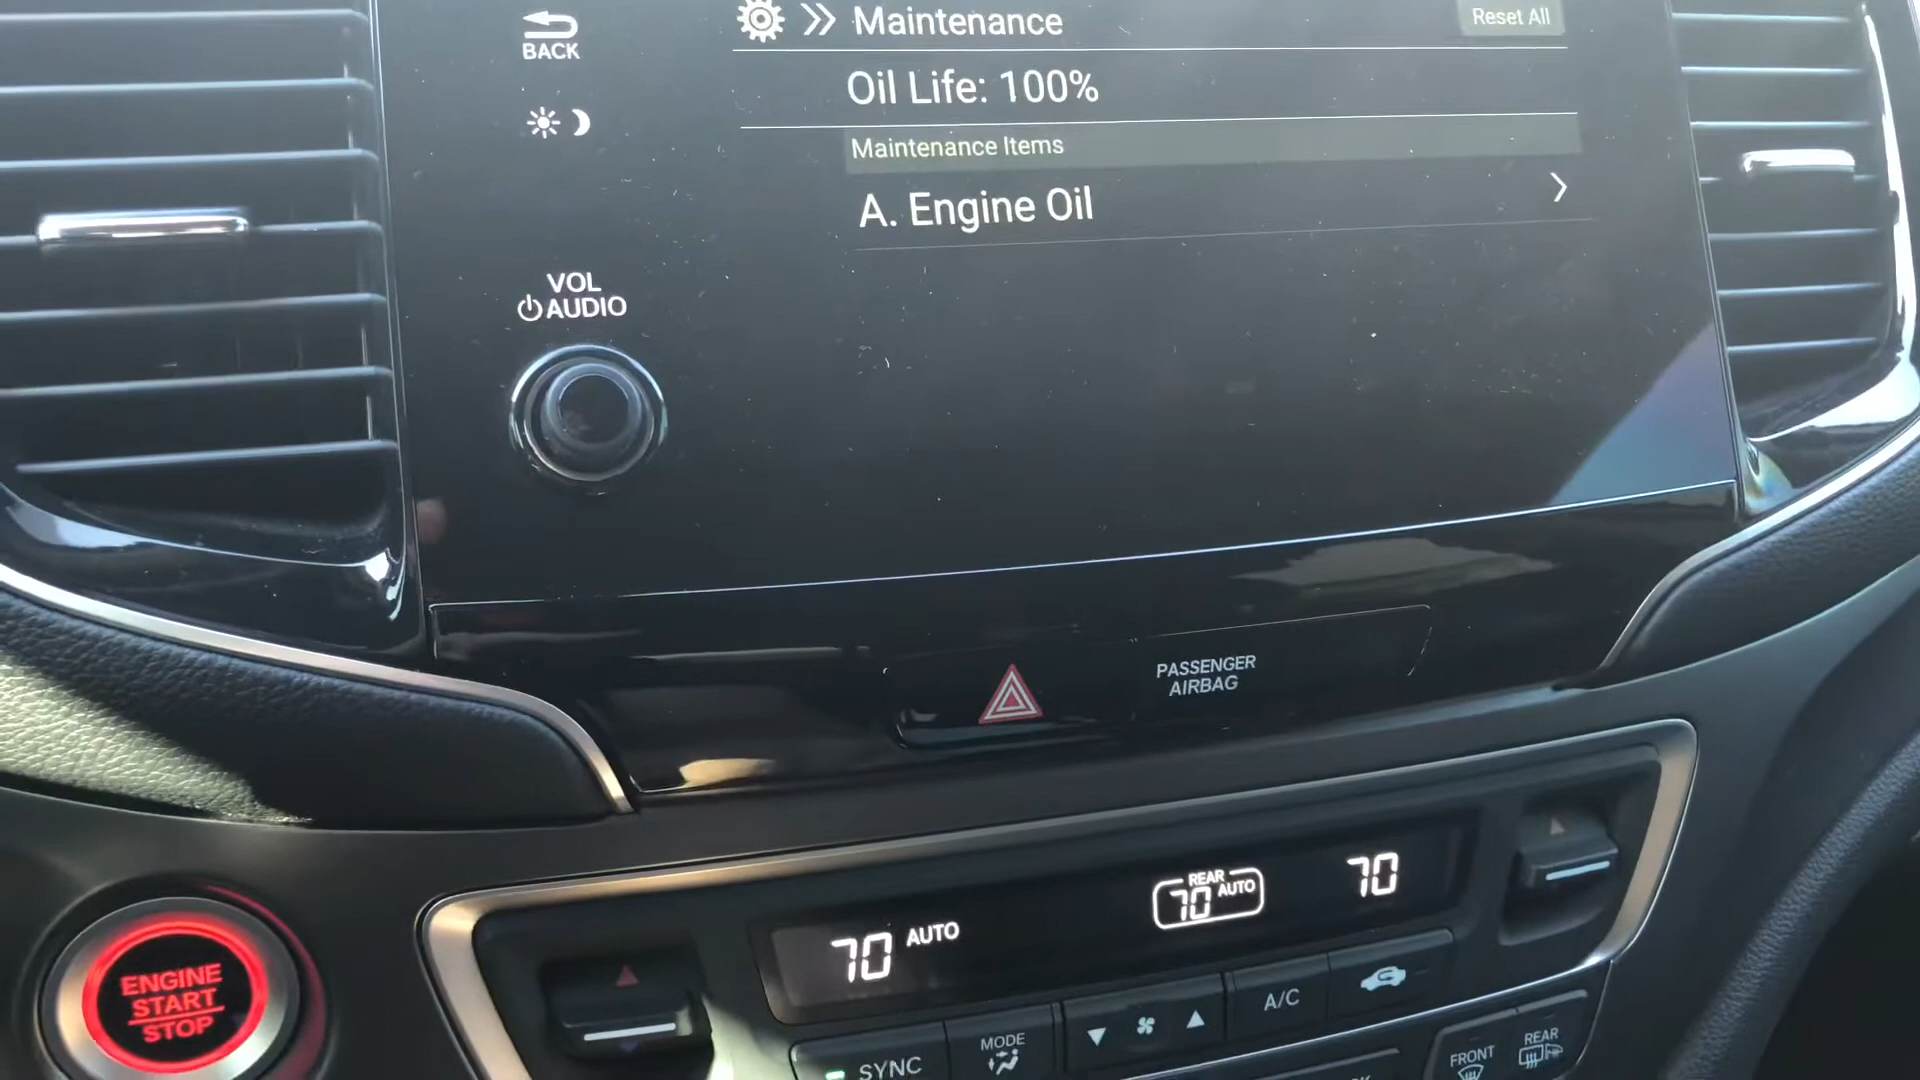 BACK
Maintenance
Reset All
Oil Life: 100%
Maintenance Items
A. Engine Oil
VOL
AUDIO
PASSENGER
AIRBAG
70 AUTO
REAR
70 AUTO
70
ENGINE
START
STOP
SYNC
MODE
A/C
FRONT
REAR